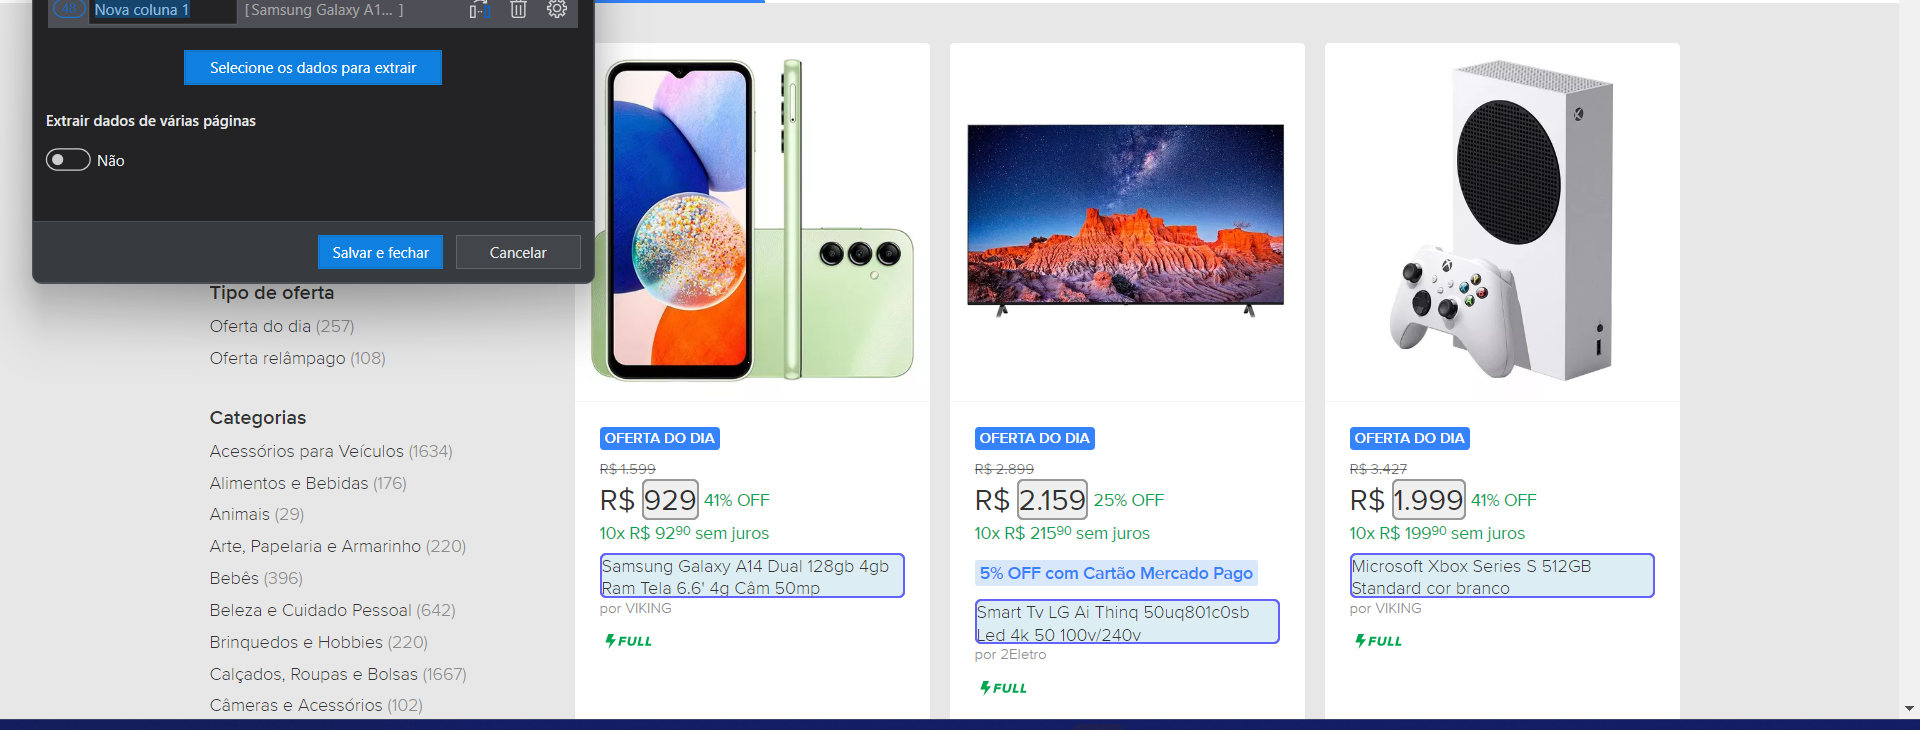 48 Nova coluna 1 [ Samsung Galaxy A1... ]
Selecione os dados para extrair
Extrair dados de várias páginas
Não
Salvar e fechar Cancelar
Tipo de oferta
Oferta do dia (257)
Oferta relâmpago (108)
Categorias
Acessórios para Veículos (1634)
Alimentos e Bebidas (176)
Animais (29)
Arte, Papelaria e Armarinho (220)
Bebês (396)
Beleza e Cuidado Pessoal (642)
Brinquedos e Hobbies (220)
Calçados, Roupas e Bolsas (1667)
Câmeras e Acessórios (102)
OFERTA DO DIA
R$ 1.599
R$ 929 41% OFF
10x R$ 92⁹⁰ sem juros
Samsung Galaxy A14 Dual 128gb 4gb
Ram Tela 6.6' 4g Câm 50mp
por VIKING
FULL
OFERTA DO DIA
R$ 2.899
R$ 2.159 25% OFF
10x R$ 215⁹⁰ sem juros
5% OFF com Cartão Mercado Pago
Smart Tv LG Ai Thinq 50uq801c0sb
Led 4k 50 100v/240v
por 2Eletro
FULL
OFERTA DO DIA
R$ 3.427
R$ 1.999 41% OFF
10x R$ 199⁹⁰ sem juros
Microsoft Xbox Series S 512GB
Standard cor branco
por VIKING
FULL